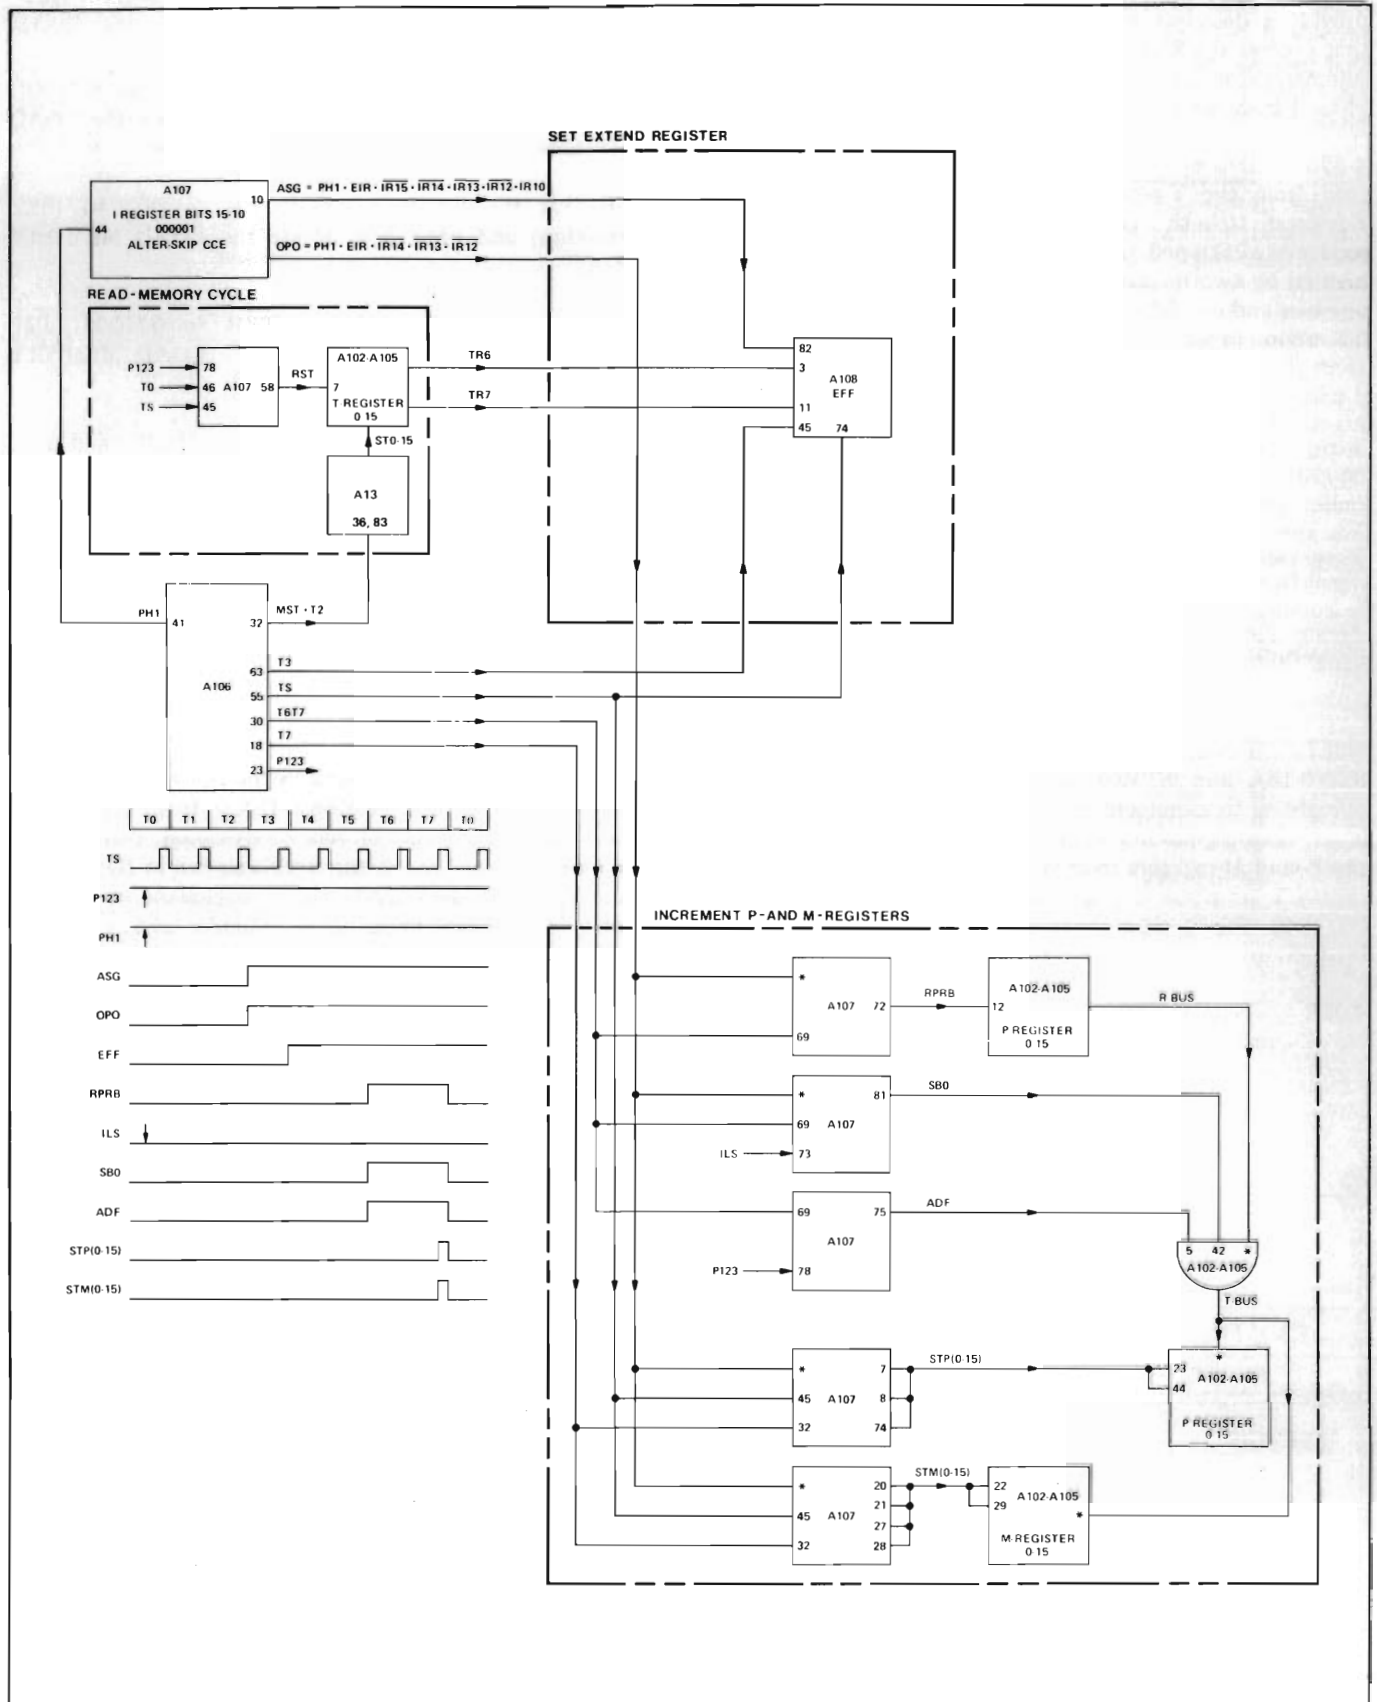 SET EXTEND REGISTER
A107
I REGISTER BITS 15-10
000001
ALTER-SKIP CCE
10
44
ASG = PH1 · EIR · IR15 · IR14 · IR13 · IR12 · IR10
OPO = PH1 · EIR · IR14 · IR13 · IR12
READ-MEMORY CYCLE
P123
T0
TS
78
46
45
A107
58
RST
A102-A105
7
T REGISTER
0-15
TR6
TR7
ST0-15
A13
36, 83
82
3
11
45
74
A108
EFF
PH1
41
A106
32
63
55
30
18
23
MST · T2
T3
TS
T6T7
T7
P123
T0 T1 T2 T3 T4 T5 T6 T7 T0
TS
P123
PH1
ASG
OPO
EFF
RPRB
ILS
SB0
ADF
STP(0-15)
STM(0-15)
INCREMENT P-AND M-REGISTERS
*
69
A107
72
RPRB
A102-A105
12
P REGISTER
0-15
R BUS
*
69
ILS
73
A107
81
SB0
69
P123
78
A107
75
ADF
5 42 *
A102-A105
T-BUS
*
45
32
A107
7
8
74
STP(0-15)
*
23
44
A102-A105
P REGISTER
0-15
*
45
32
A107
20
21
27
28
STM(0-15)
22
29
A102-A105
*
M-REGISTER
0-15